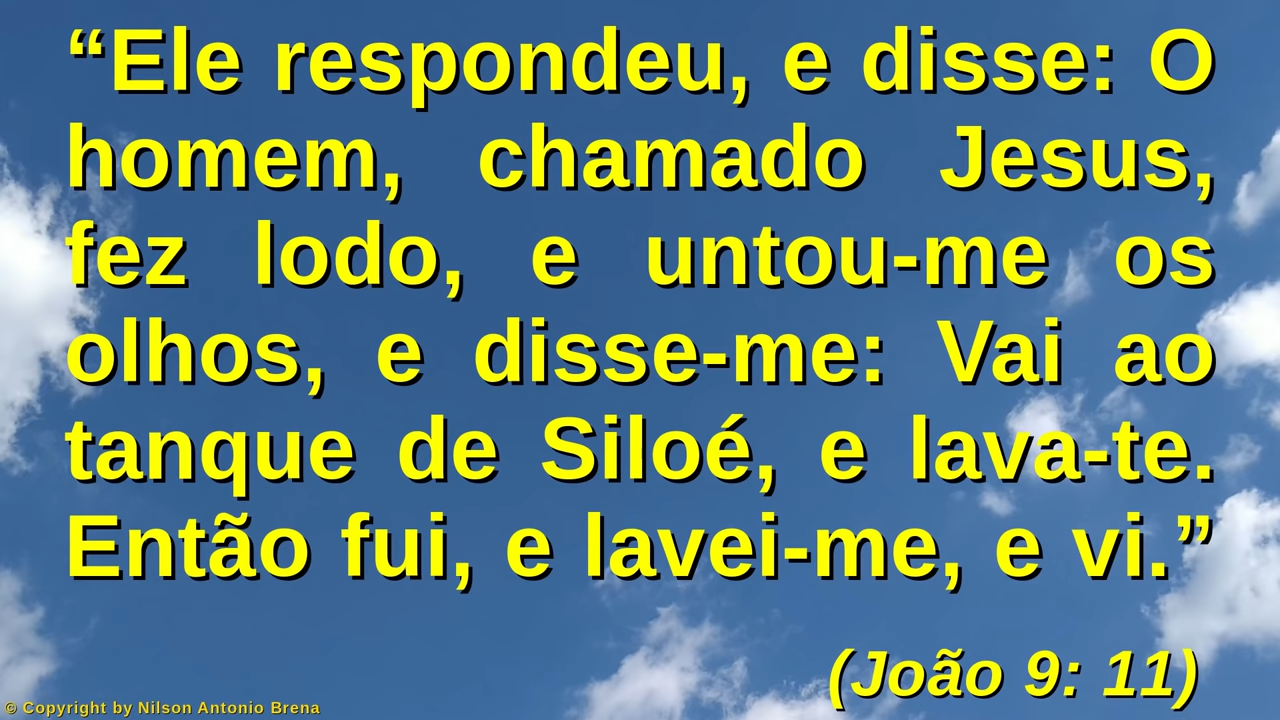 “Ele respondeu, e disse: O
homem, chamado Jesus,
fez lodo, e untou-me os
olhos, e disse-me: Vai ao
tanque de Siloé, e lava-te.
Então fui, e lavei-me, e vi.”
(João 9: 11)
© Copyright by Nilson Antonio Brena